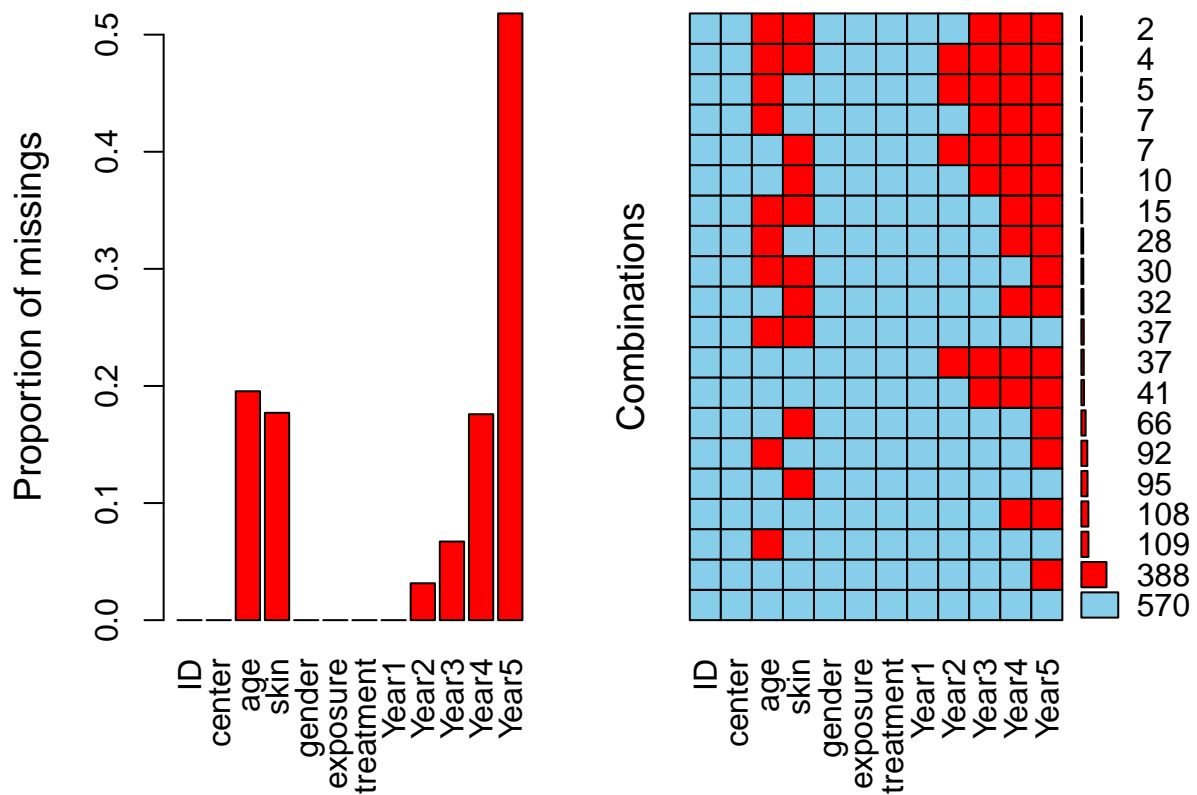 Proportion of missings
0.5
0.4
0.3
0.2
0.1
0.0
ID
center
age
skin
gender
exposure
treatment
Year1
Year2
Year3
Year4
Year5
Combinations
2
4
5
7
7
10
15
28
30
32
37
37
41
66
92
95
108
109
388
570
ID
center
age
skin
gender
exposure
treatment
Year1
Year2
Year3
Year4
Year5